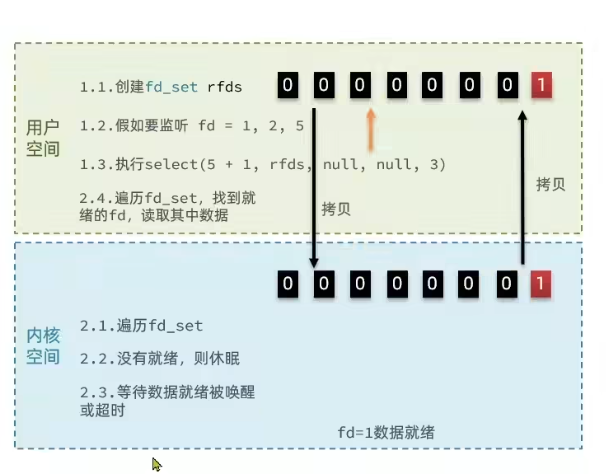 1.1.创建fd_set rfds
0 0 0 0 0 0 0 1
用户
空间
1.2.假如要监听 fd = 1, 2, 5
1.3.执行select(5 + 1, rfds, null, null, 3)
2.4.遍历fd_set，找到就
绪的fd，读取其中数据
拷贝
拷贝
0 0 0 0 0 0 0 1
内核
空间
2.1.遍历fd_set
2.2.没有就绪，则休眠
2.3.等待数据就绪被唤醒
或超时
fd=1数据就绪